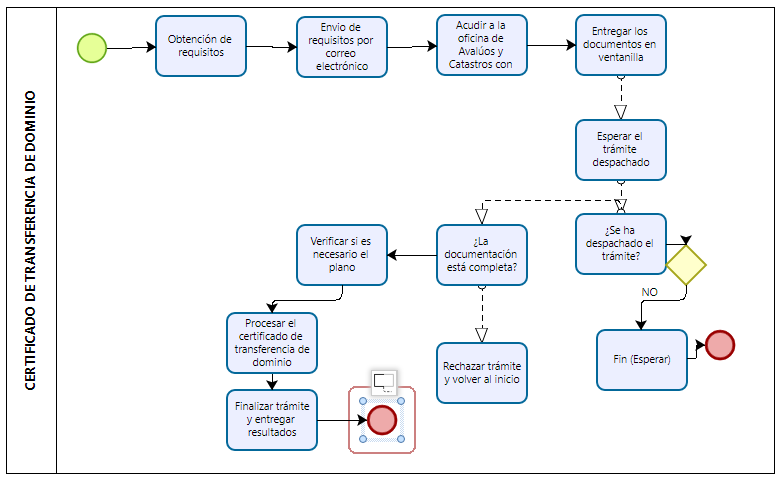 CERTIFICADO DE TRANSFERENCIA DE DOMINIO
Obtención de
requisitos
Envio de
requisitos por
correo
electrónico
Acudir a la
oficina de
Avalúos y
Catastros con
Entregar los
documentos en
ventanilla
Esperar el
trámite
despachado
¿Se ha
despachado el
trámite?
¿La
documentación
está completa?
Verificar si es
necesario el
plano
NO
Procesar el
certificado de
transferencia de
dominio
Rechazar trámite
y volver al inicio
Fin (Esperar)
Finalizar trámite
y entregar
resultados